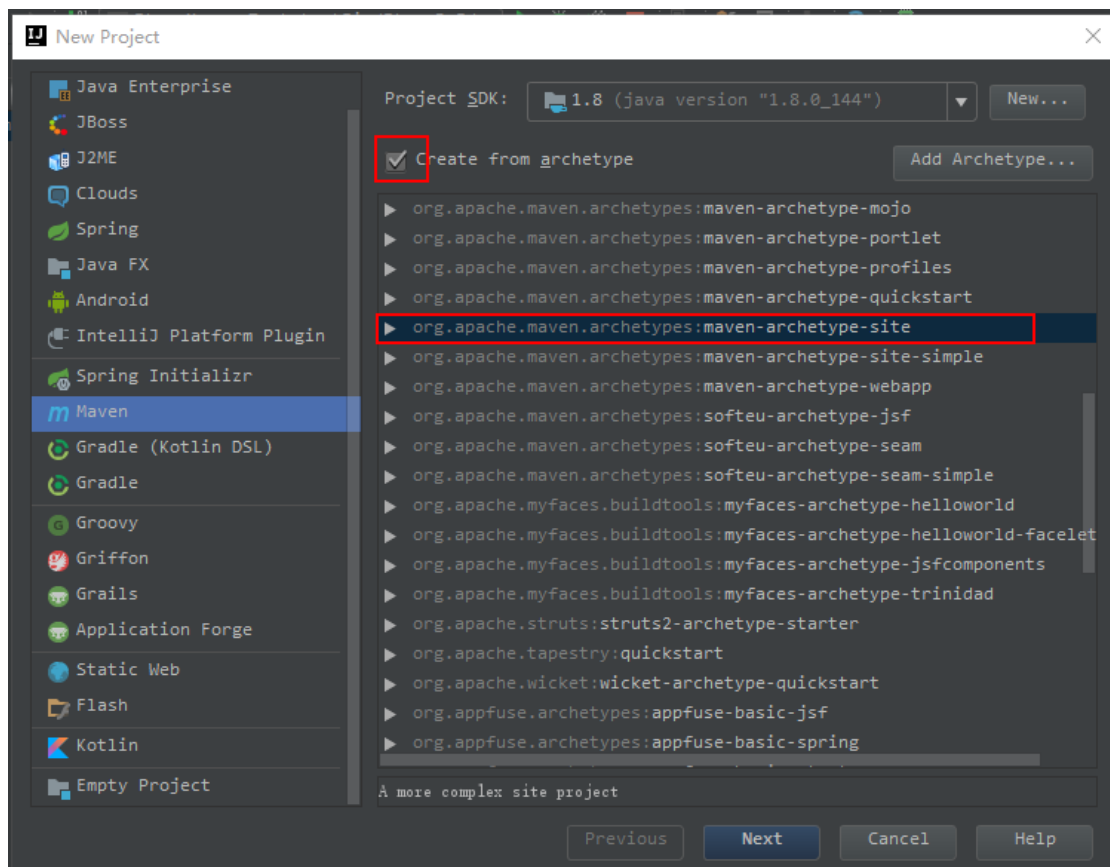 New Project
Java Enterprise
JBoss
J2ME
Clouds
Spring
Java FX
Android
IntelliJ Platform Plugin
Spring Initializr
Maven
Gradle (Kotlin DSL)
Gradle
Groovy
Griffon
Grails
Application Forge
Static Web
Flash
Kotlin
Empty Project
Project SDK: 1.8 (java version "1.8.0_144") New...
Create from archetype Add Archetype...
org.apache.maven.archetypes:maven-archetype-mojo
org.apache.maven.archetypes:maven-archetype-portlet
org.apache.maven.archetypes:maven-archetype-profiles
org.apache.maven.archetypes:maven-archetype-quickstart
org.apache.maven.archetypes:maven-archetype-site
org.apache.maven.archetypes:maven-archetype-site-simple
org.apache.maven.archetypes:maven-archetype-webapp
org.apache.maven.archetypes:softeu-archetype-jsf
org.apache.maven.archetypes:softeu-archetype-seam
org.apache.maven.archetypes:softeu-archetype-seam-simple
org.apache.myfaces.buildtools:myfaces-archetype-helloworld
org.apache.myfaces.buildtools:myfaces-archetype-helloworld-facelet
org.apache.myfaces.buildtools:myfaces-archetype-jsfcomponents
org.apache.myfaces.buildtools:myfaces-archetype-trinidad
org.apache.struts:struts2-archetype-starter
org.apache.tapestry:quickstart
org.apache.wicket:wicket-archetype-quickstart
org.appfuse.archetypes:appfuse-basic-jsf
org.appfuse.archetypes:appfuse-basic-spring
A more complex site project
Previous Next Cancel Help